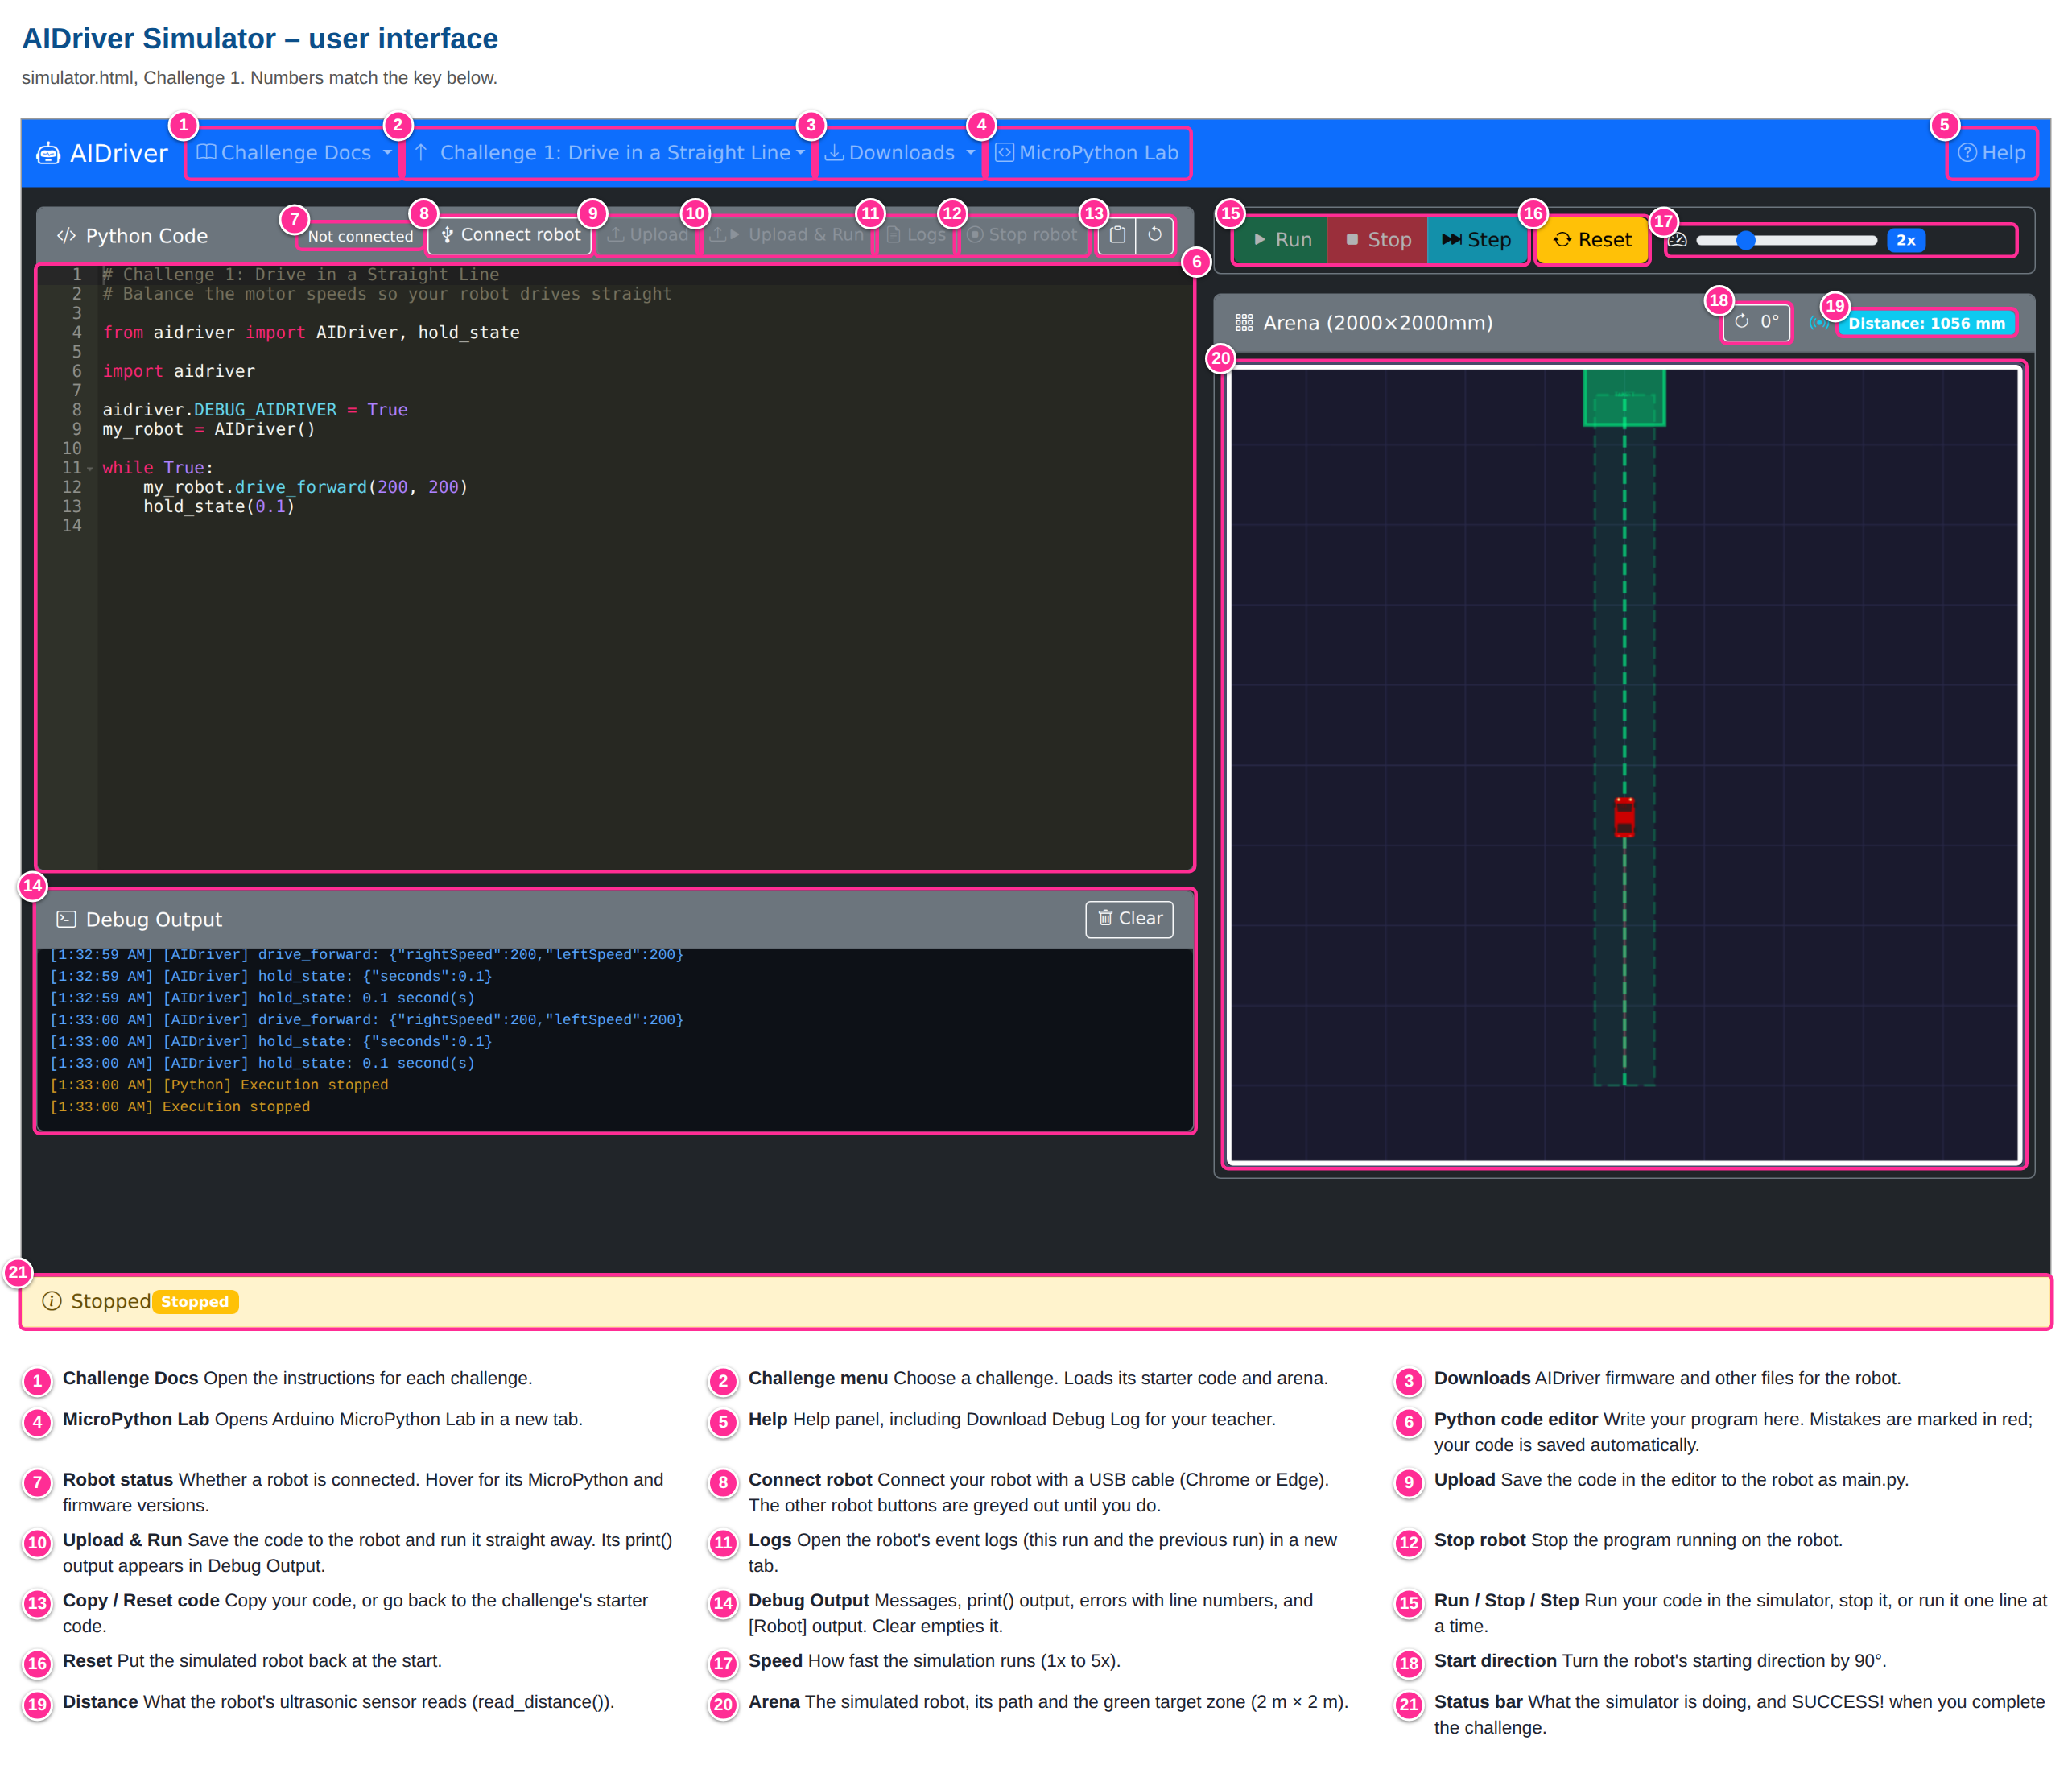 AIDriver Simulator – user interface
simulator.html, Challenge 1. Numbers match the key below.
1 2 3 4 5
AIDriver Challenge Docs Challenge 1: Drive in a Straight Line Downloads MicroPython Lab Help
7 8 9 10 11 12 13
Python Code Not connected Connect robot Upload Upload & Run Logs Stop robot
6
1 # Challenge 1: Drive in a Straight Line
2 # Balance the motor speeds so your robot drives straight
3
4 from aidriver import AIDriver, hold_state
5
6 import aidriver
7
8 aidriver.DEBUG_AIDRIVER = True
9 my_robot = AIDriver()
10
11 while True:
12 my_robot.drive_forward(200, 200)
13 hold_state(0.1)
14
14
Debug Output Clear
[1:32:59 AM] [AIDriver] drive_forward: {"rightSpeed":200,"leftSpeed":200}
[1:32:59 AM] [AIDriver] hold_state: {"seconds":0.1}
[1:32:59 AM] [AIDriver] hold_state: 0.1 second(s)
[1:33:00 AM] [AIDriver] drive_forward: {"rightSpeed":200,"leftSpeed":200}
[1:33:00 AM] [AIDriver] hold_state: {"seconds":0.1}
[1:33:00 AM] [AIDriver] hold_state: 0.1 second(s)
[1:33:00 AM] [Python] Execution stopped
[1:33:00 AM] Execution stopped
15 16 17
Run Stop Step Reset 2x
18 19
Arena (2000×2000mm) 0° Distance: 1056 mm
20
21
Stopped Stopped
1 Challenge Docs Open the instructions for each challenge.
2 Challenge menu Choose a challenge. Loads its starter code and arena.
3 Downloads AIDriver firmware and other files for the robot.
4 MicroPython Lab Opens Arduino MicroPython Lab in a new tab.
5 Help Help panel, including Download Debug Log for your teacher.
6 Python code editor Write your program here. Mistakes are marked in red;
your code is saved automatically.
7 Robot status Whether a robot is connected. Hover for its MicroPython and
firmware versions.
8 Connect robot Connect your robot with a USB cable (Chrome or Edge).
The other robot buttons are greyed out until you do.
9 Upload Save the code in the editor to the robot as main.py.
10 Upload & Run Save the code to the robot and run it straight away. Its print()
output appears in Debug Output.
11 Logs Open the robot's event logs (this run and the previous run) in a new
tab.
12 Stop robot Stop the program running on the robot.
13 Copy / Reset code Copy your code, or go back to the challenge's starter
code.
14 Debug Output Messages, print() output, errors with line numbers, and
[Robot] output. Clear empties it.
15 Run / Stop / Step Run your code in the simulator, stop it, or run it one line at
a time.
16 Reset Put the simulated robot back at the start.
17 Speed How fast the simulation runs (1x to 5x).
18 Start direction Turn the robot's starting direction by 90°.
19 Distance What the robot's ultrasonic sensor reads (read_distance()).
20 Arena The simulated robot, its path and the green target zone (2 m × 2 m).
21 Status bar What the simulator is doing, and SUCCESS! when you complete
the challenge.